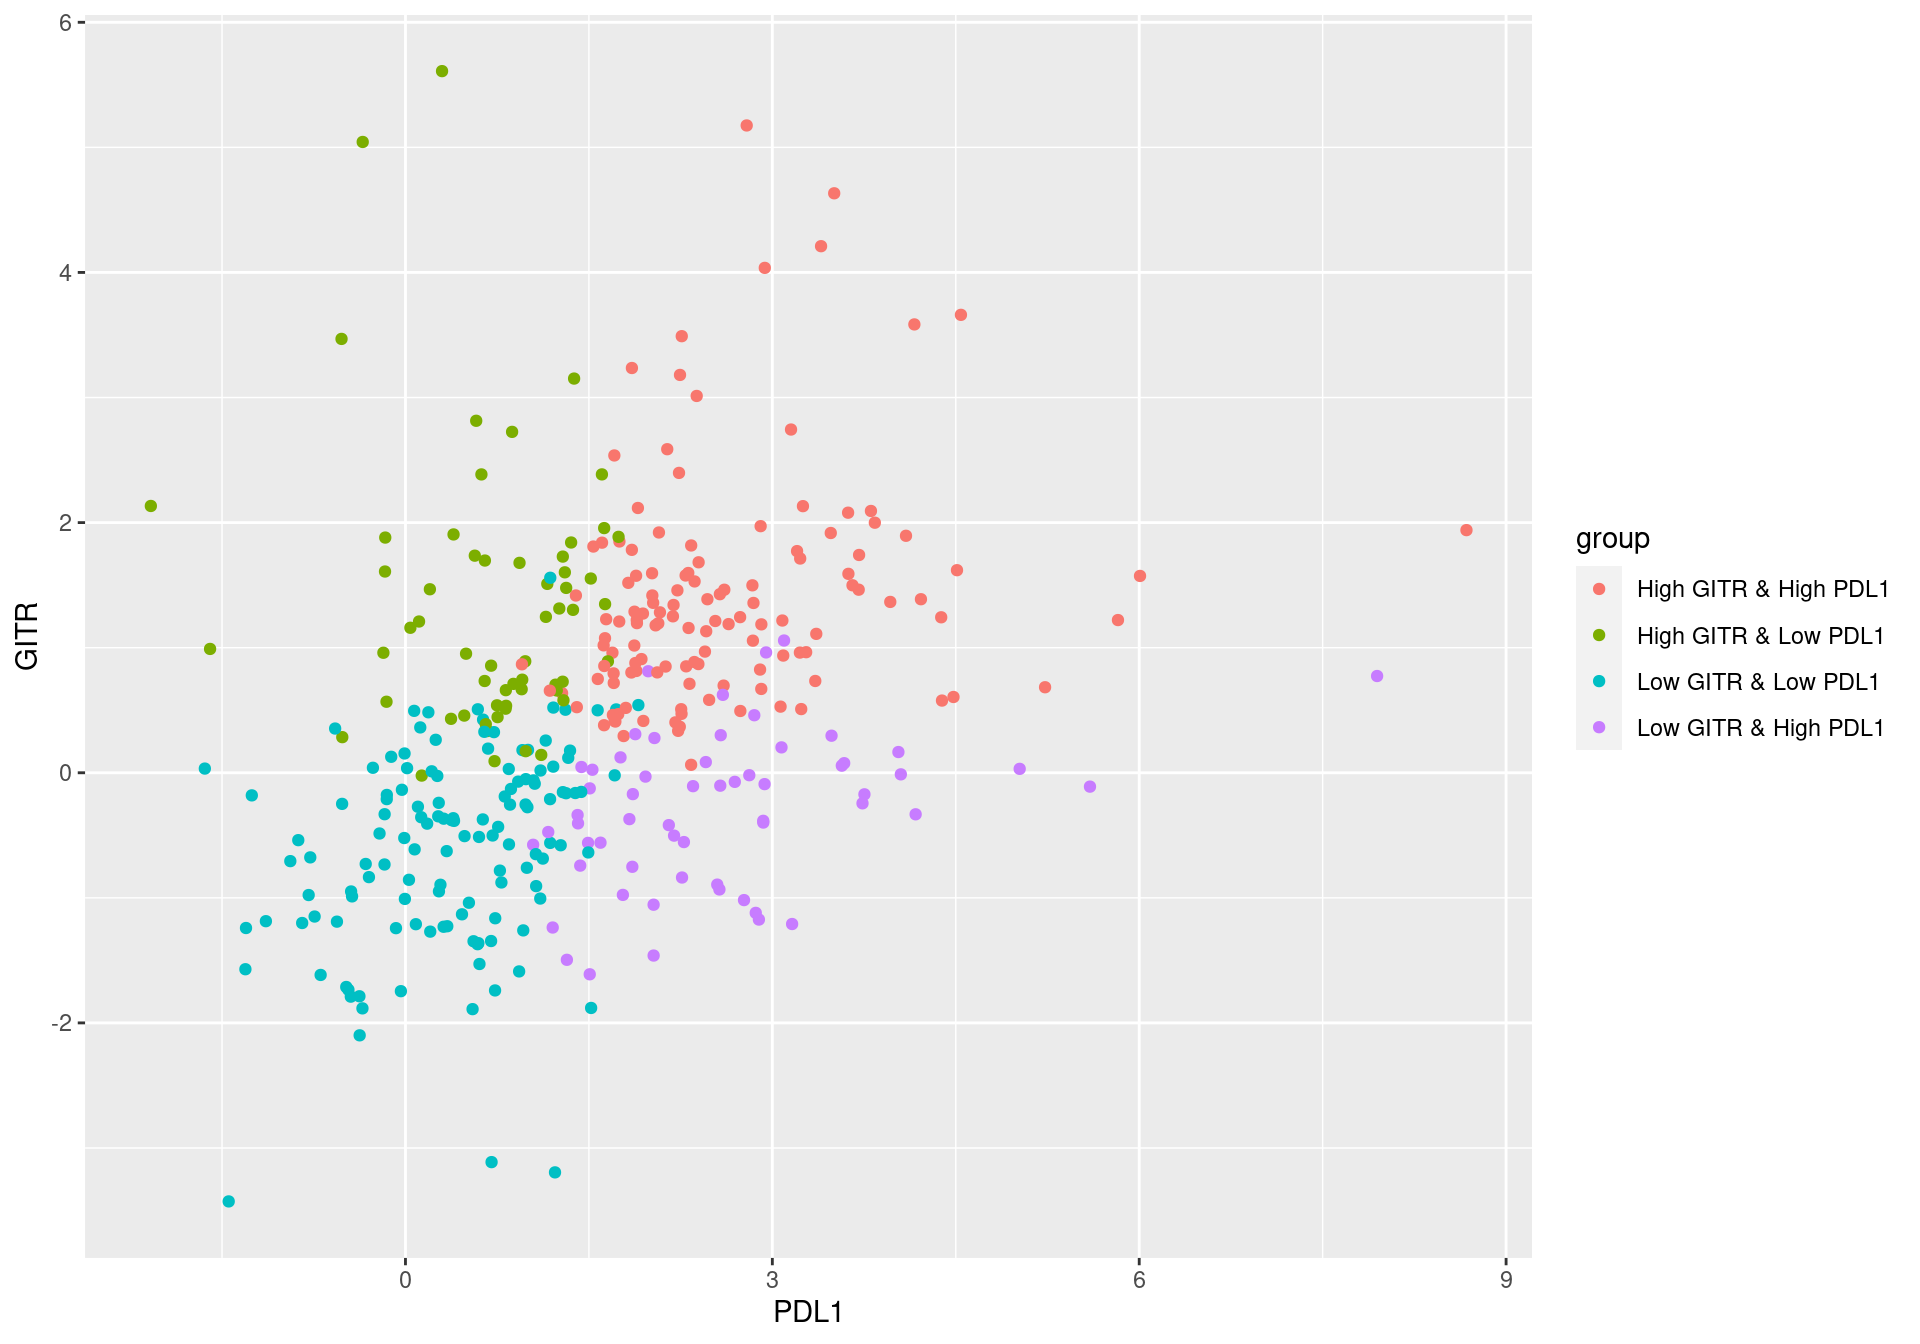 6
4
2
0
-2
GITR
0
3
6
9
PDL1
group
High GITR & High PDL1
High GITR & Low PDL1
Low GITR & Low PDL1
Low GITR & High PDL1